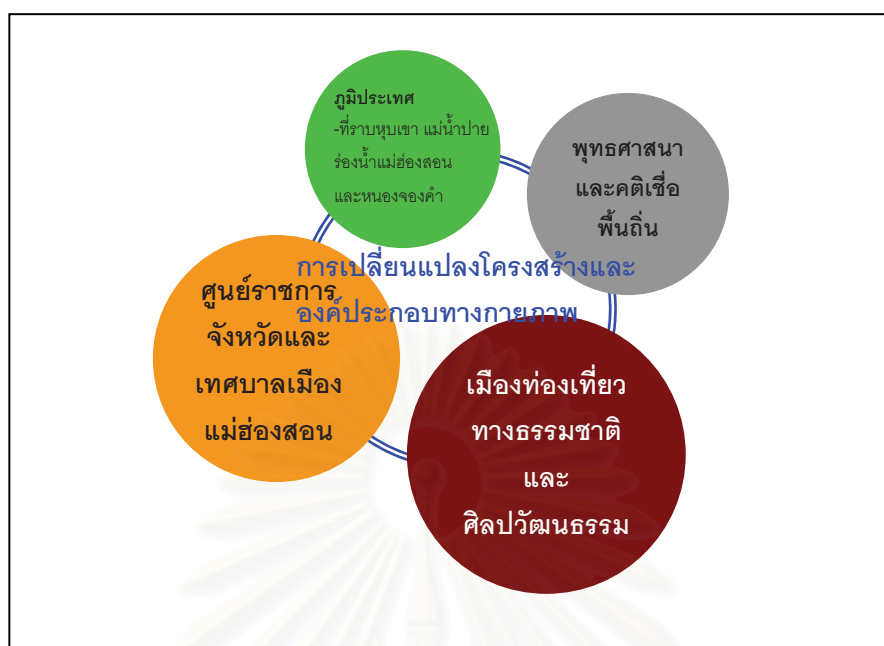 ภูมิประเทศ
-ที่ราบหุบเขา แม่น้ำปาย
ร่องน้ำแม่ฮ่องสอน
และหนองจองคำ
พุทธศาสนา
และคติเชื่อ
พื้นถิ่น
การเปลี่ยนแปลงโครงสร้างและ
องค์ประกอบทางกายภาพ
ศูนย์ราชการ
จังหวัดและ
เทศบาลเมือง
แม่ฮ่องสอน
เมืองท่องเที่ยว
ทางธรรมชาติ
และ
ศิลปวัฒนธรรม